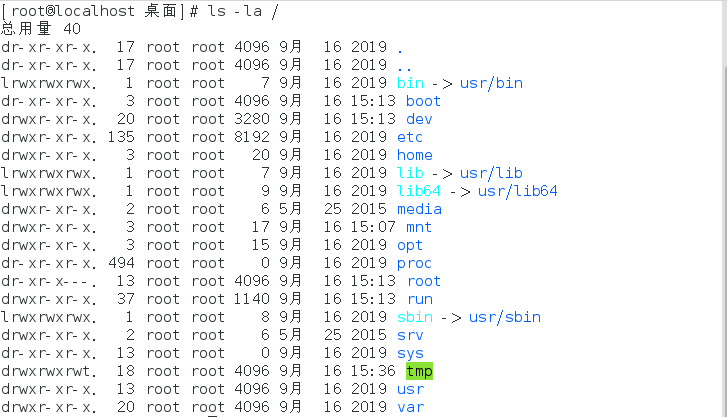 [root@localhost 桌面]# ls -la /
总用量 40
dr-xr-xr-x. 17 root root 4096 9月 16 2019 .
dr-xr-xr-x. 17 root root 4096 9月 16 2019 ..
lrwxrwxrwx. 1 root root 7 9月 16 2019 bin -> usr/bin
dr-xr-xr-x. 3 root root 4096 9月 16 15:13 boot
drwxr-xr-x. 20 root root 3280 9月 16 15:13 dev
drwxr-xr-x. 135 root root 8192 9月 16 2019 etc
drwxr-xr-x. 3 root root 20 9月 16 2019 home
lrwxrwxrwx. 1 root root 7 9月 16 2019 lib -> usr/lib
lrwxrwxrwx. 1 root root 9 9月 16 2019 lib64 -> usr/lib64
drwxr-xr-x. 2 root root 6 5月 25 2015 media
drwxr-xr-x. 3 root root 17 9月 16 15:07 mnt
drwxr-xr-x. 3 root root 15 9月 16 2019 opt
dr-xr-xr-x. 494 root root 0 9月 16 2019 proc
dr-xr-x---. 13 root root 4096 9月 16 15:13 root
drwxr-xr-x. 37 root root 1140 9月 16 15:13 run
lrwxrwxrwx. 1 root root 8 9月 16 2019 sbin -> usr/sbin
drwxr-xr-x. 2 root root 6 5月 25 2015 srv
dr-xr-xr-x. 13 root root 0 9月 16 2019 sys
drwxrwxrwt. 18 root root 4096 9月 16 15:36 tmp
drwxr-xr-x. 13 root root 4096 9月 16 2019 usr
drwxr-xr-x. 20 root root 4096 9月 16 2019 var